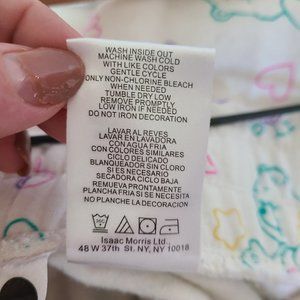 WASH INSIDE OUT
MACHINE WASH COLD
WITH LIKE COLORS
GENTLE CYCLE
ONLY NON-CHLORINE BLEACH
WHEN NEEDED
TUMBLE DRY LOW
REMOVE PROMPTLY
LOW IRON IF NEEDED
DO NOT IRON DECORATION
LAVAR AL REVES
LAVAR EN LAVADORA
CON AGUA FRIA
CON COLORES SIMILARES
CICLO DELICADO
BLANQUEADOR SIN CLORO
SI ES NECESARIO
SECADORA CICLO BAJA
REMUEVA PRONTAMENTE
PLANCHA FRIA SI SE NECESITA
NO PLANCHE LA DECORACION
Isaac Morris Ltd.
48 W 37th St. NY, NY 10018